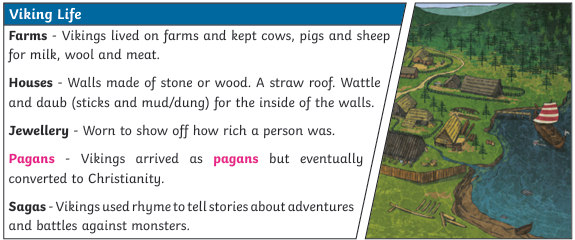 Viking Life
Farms - Vikings lived on farms and kept cows, pigs and sheep
for milk, wool and meat.
Houses - Walls made of stone or wood. A straw roof. Wattle
and daub (sticks and mud/dung) for the inside of the walls.
Jewellery - Worn to show off how rich a person was.
Pagans - Vikings arrived as pagans but eventually
converted to Christianity.
Sagas - Vikings used rhyme to tell stories about adventures
and battles against monsters.